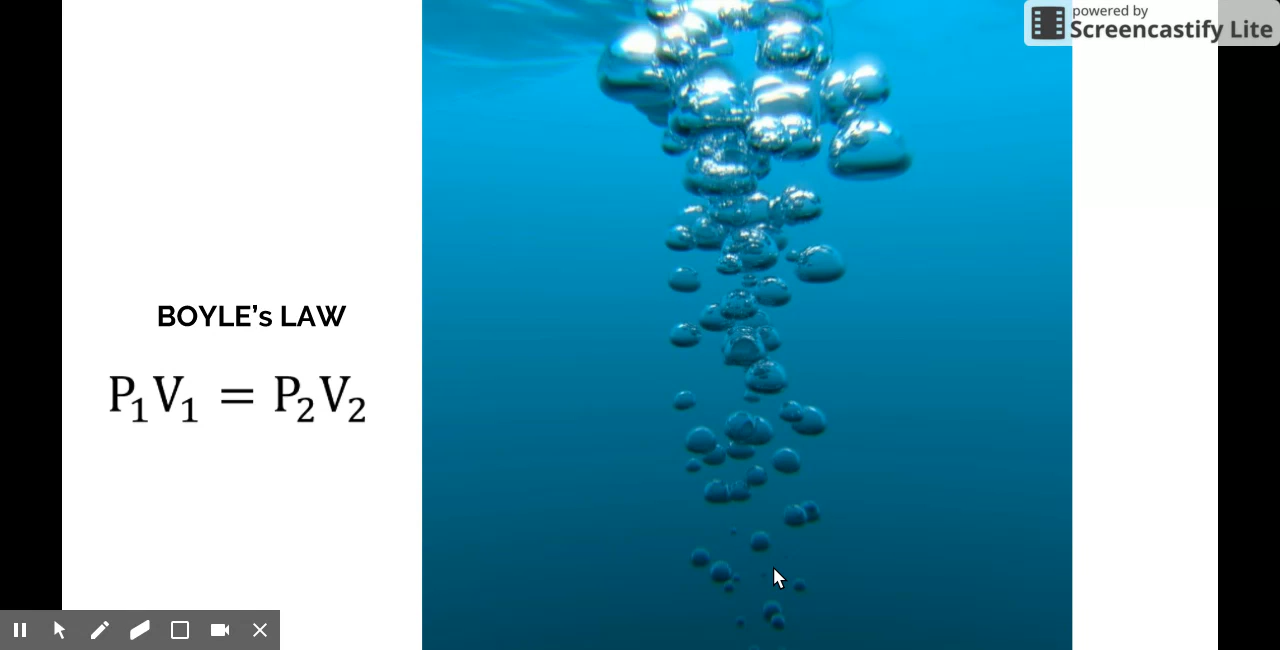 powered by
Screencastify Lite
BOYLE's LAW
P₁V₁ = P₂V₂